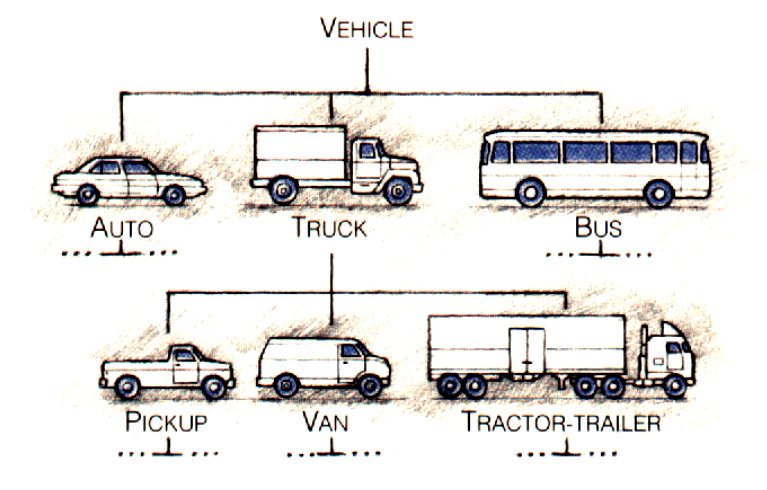 VEHICLE
AUTO TRUCK BUS
PICKUP VAN TRACTOR-TRAILER